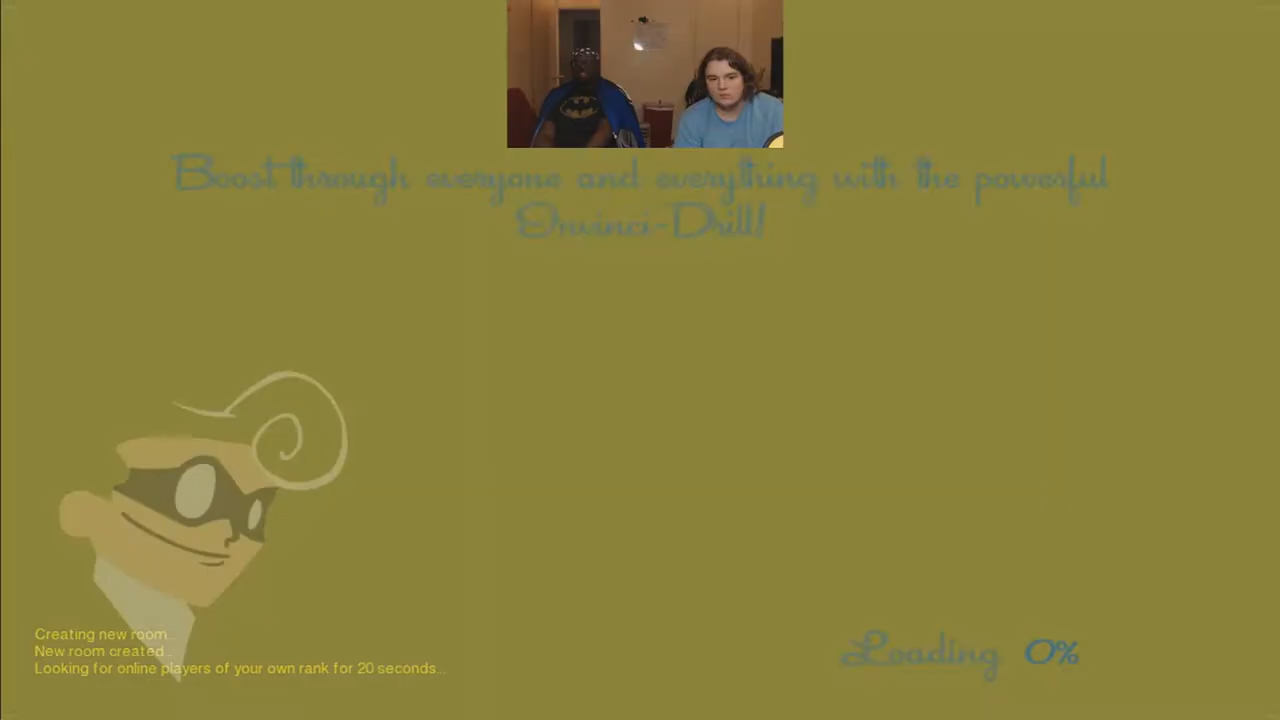 Boost through everyone and everything with the powerful
Invinci-Drill!
Creating new room...
New room created...
Looking for online players of your own rank for 20 seconds...
Loading 0%